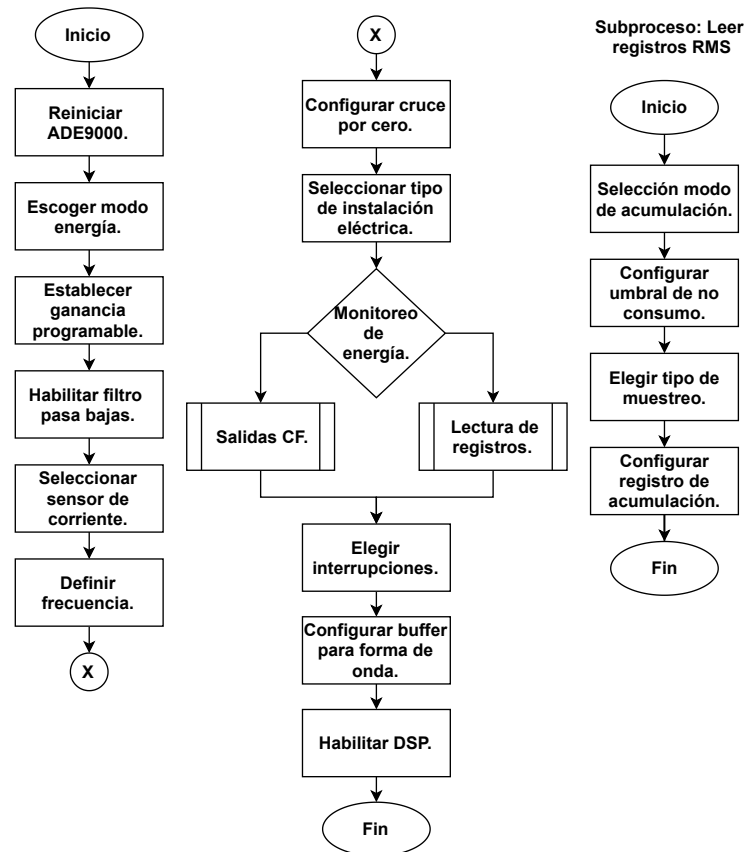 Inicio
Reiniciar
ADE9000.
Escoger modo
energía.
Establecer
ganancia
programable.
Habilitar filtro
pasa bajas.
Seleccionar
sensor de
corriente.
Definir
frecuencia.
X
X
Configurar cruce
por cero.
Seleccionar tipo
de instalación
eléctrica.
Monitoreo
de
energía.
Salidas CF.
Lectura de
registros.
Elegir
interrupciones.
Configurar buffer
para forma de
onda.
Habilitar DSP.
Fin
Subproceso: Leer
registros RMS
Inicio
Selección modo
de acumulación.
Configurar
umbral de no
consumo.
Elegir tipo de
muestreo.
Configurar
registro de
acumulación.
Fin